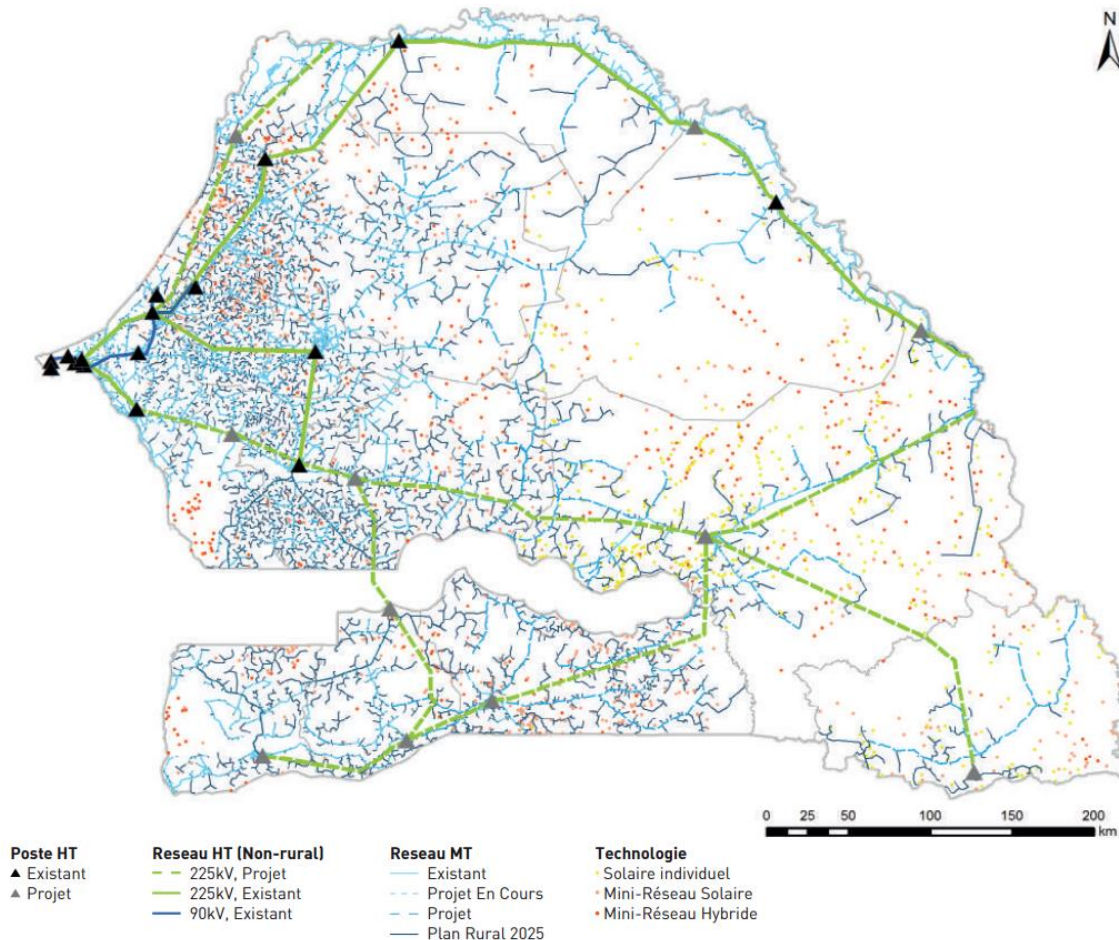 N
0 25 50 100 150 200
km
Poste HT
Existant
Projet
Reseau HT (Non-rural)
225kV, Projet
225kV, Existant
90kV, Existant
Reseau MT
Existant
Projet En Cours
Projet
Plan Rural 2025
Technologie
Solaire individuel
Mini-Réseau Solaire
Mini-Réseau Hybride